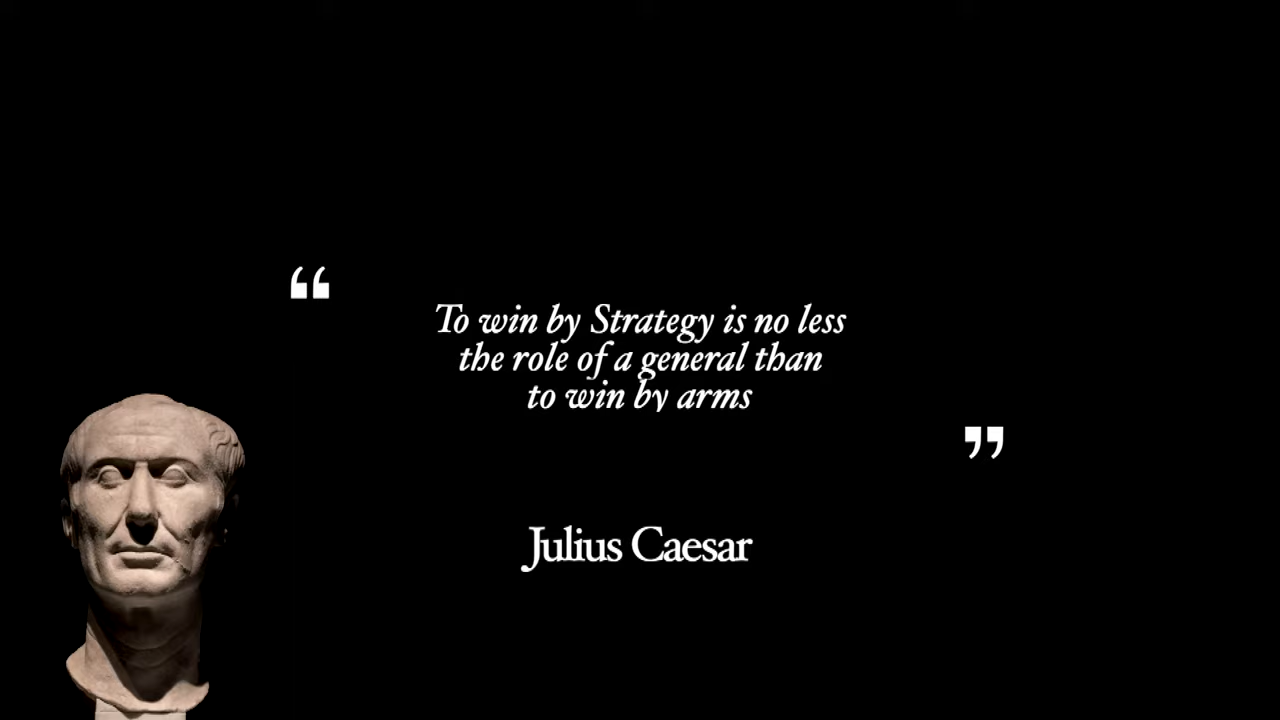 “
To win by Strategy is no less
the role of a general than
to win by arms
”
Julius Caesar